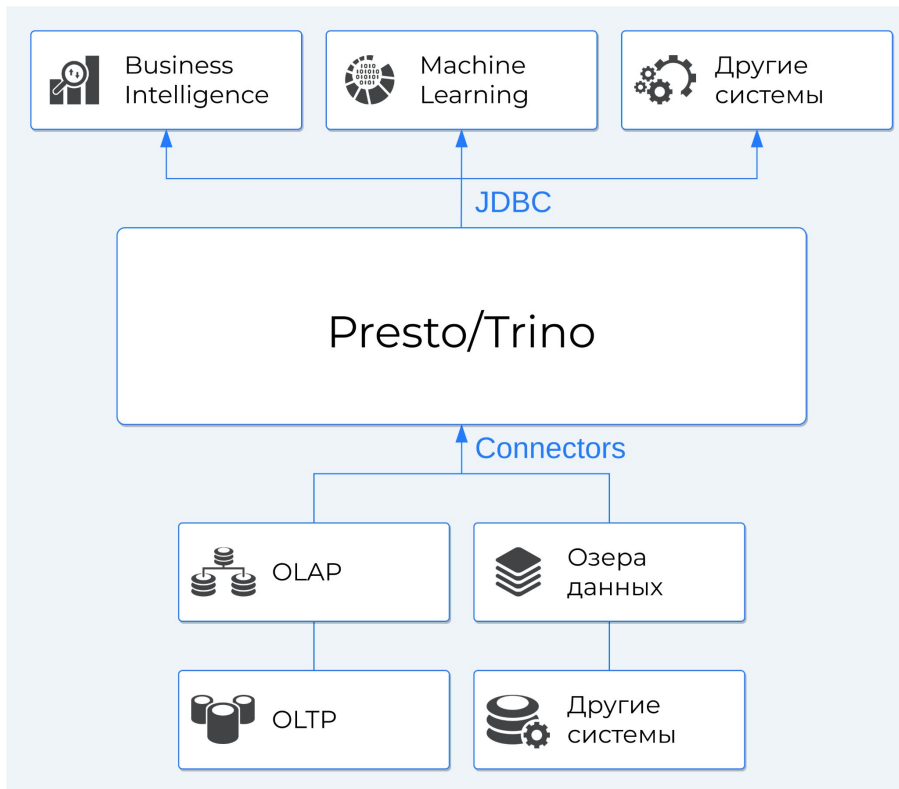 Business
Intelligence
Machine
Learning
Другие
системы
JDBC
Presto/Trino
Connectors
OLAP
Озера
данных
OLTP
Другие
системы